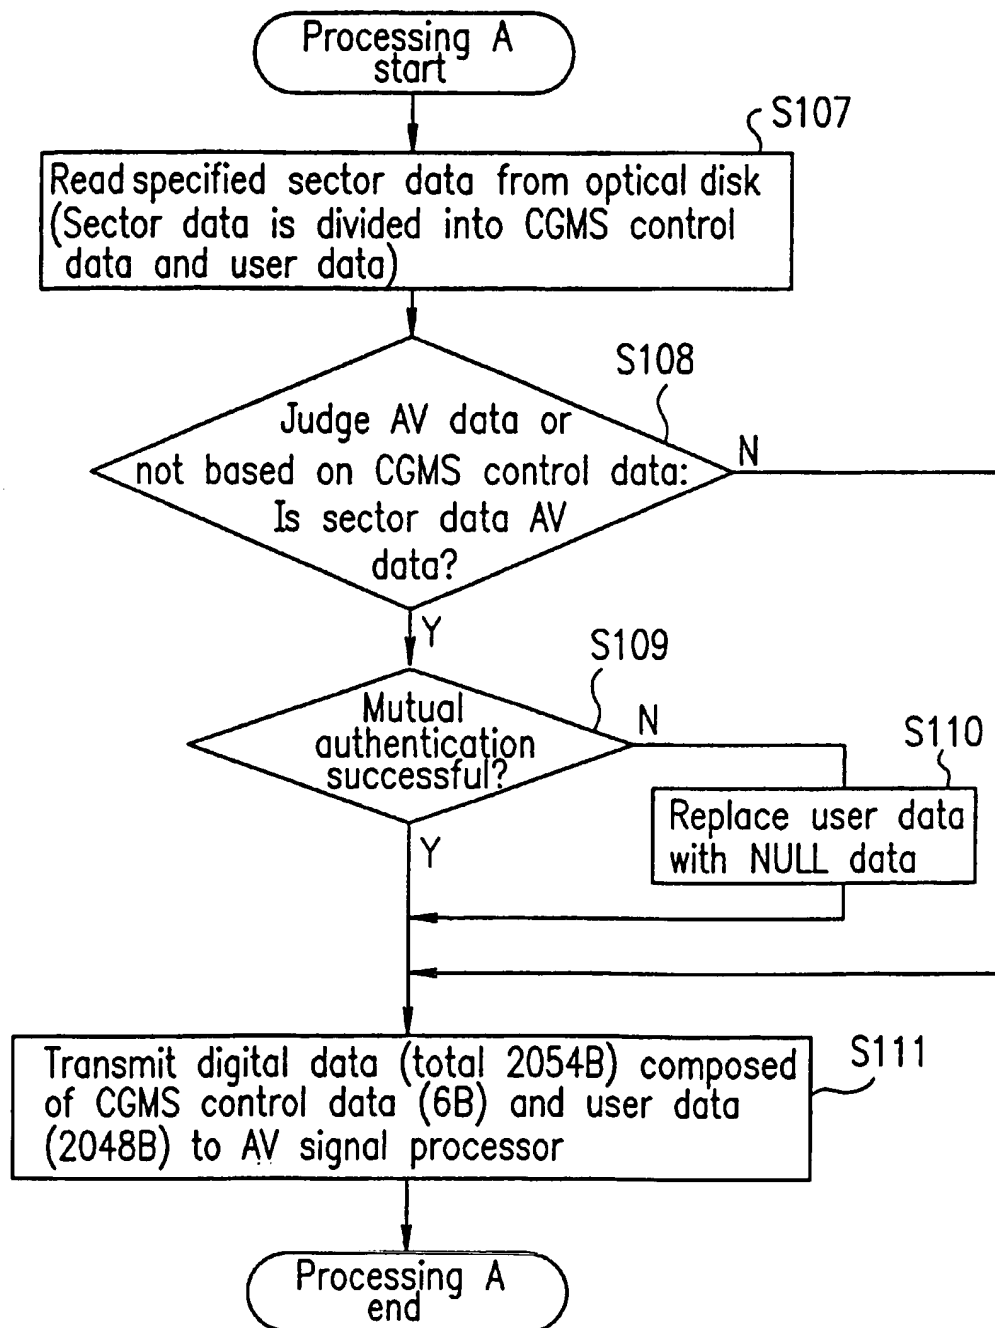 Processing A
start
S107
Read specified sector data from optical disk
(Sector data is divided into CGMS control
data and user data)
S108
Judge AV data or
not based on CGMS control data:
Is sector data AV
data?
N
Y
S109
Mutual
authentication
successful?
N
S110
Replace user data
with NULL data
Y
S111
Transmit digital data (total 2054B) composed
of CGMS control data (6B) and user data
(2048B) to AV signal processor
Processing A
end